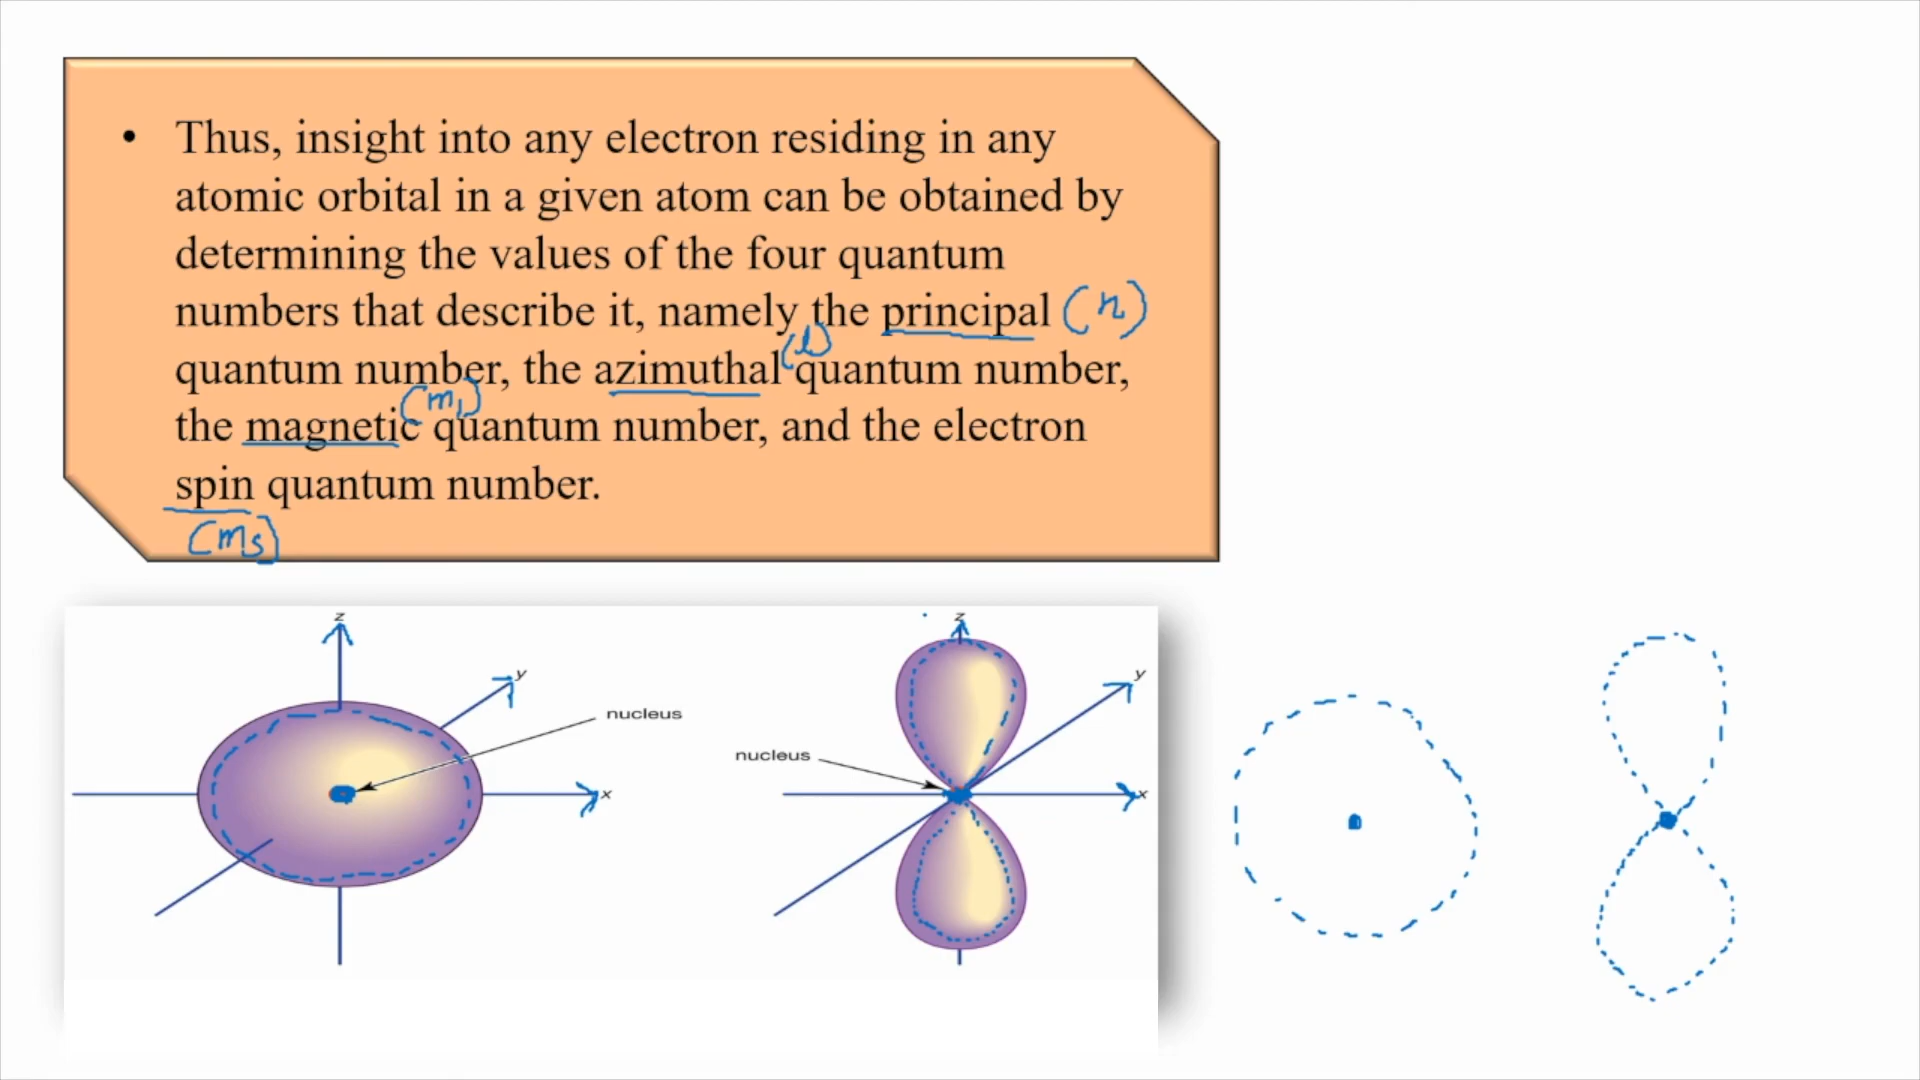 • Thus, insight into any electron residing in any
atomic orbital in a given atom can be obtained by
determining the values of the four quantum
numbers that describe it, namely the principal (n)
quantum number, the azimuthal (l) quantum number,
the magnetic (m₁) quantum number, and the electron
spin quantum number.
(ms)
z
y
nucleus
x
z
y
nucleus
x